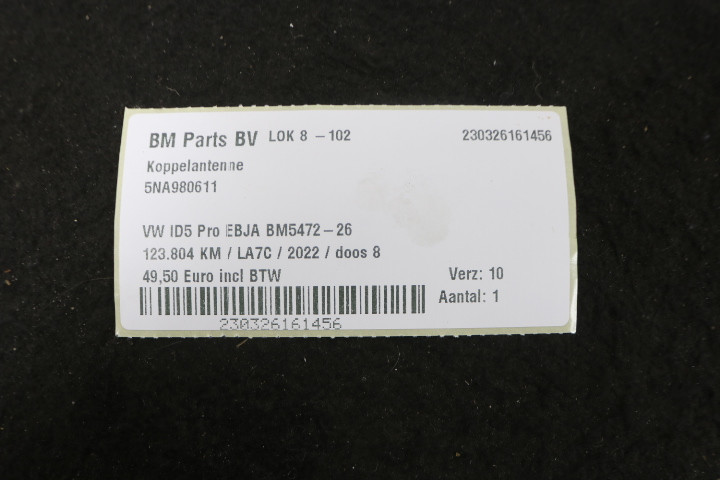 BM Parts BV LOK 8 - 102 230326161456
Koppelantenne
5NA980611
VW ID5 Pro EBJA BM5472-26
123.804 KM / LA7C / 2022 / doos 8
49,50 Euro incl BTW Verz: 10
Aantal: 1
230326161456